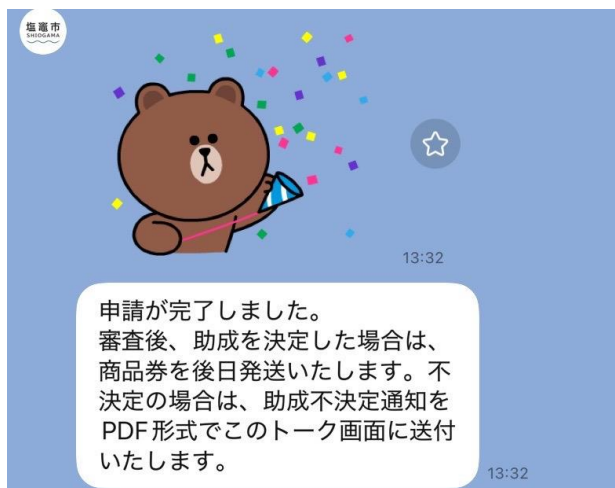 塩竈市
SHIOGAMA
13:32
申請が完了しました。
審査後、助成を決定した場合は、
商品券を後日発送いたします。不
決定の場合は、助成不決定通知を
PDF形式でこのトーク画面に送付
いたします。
13:32